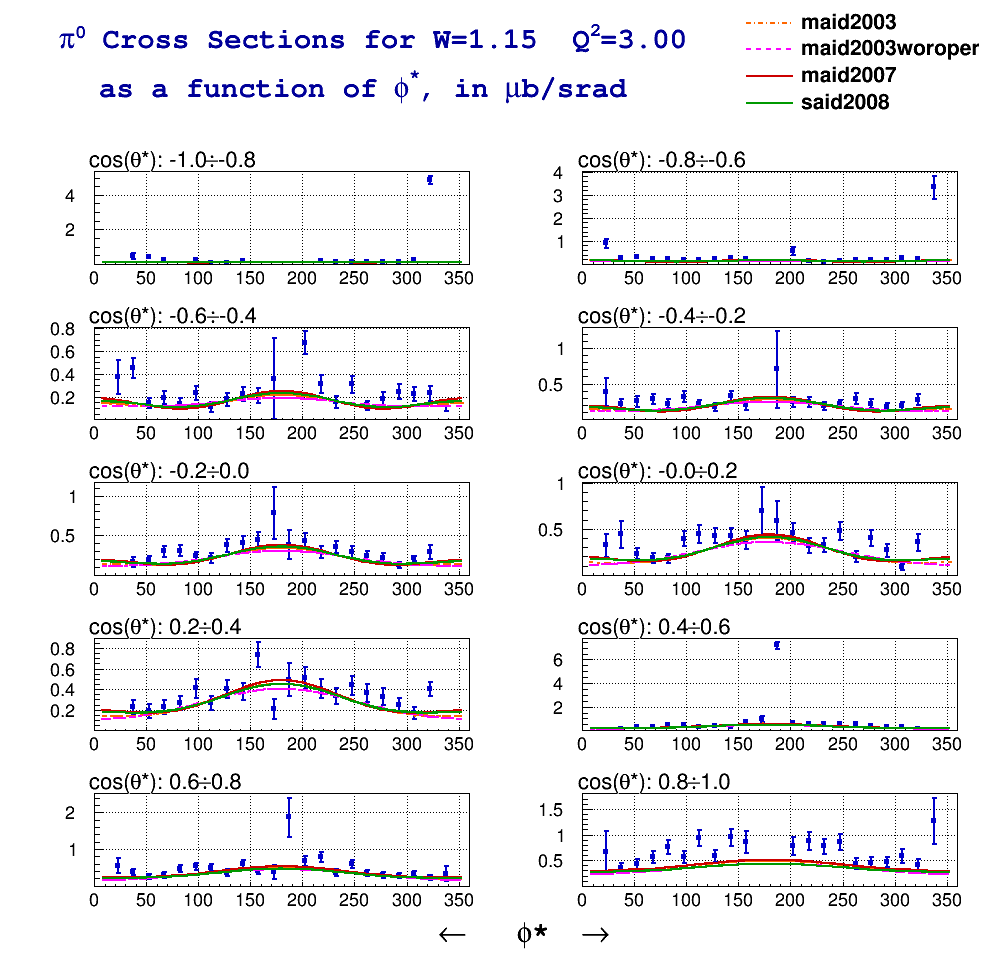 π⁰ Cross Sections for W=1.15 Q²=3.00
as a function of ϕ*, in μb/srad
maid2003
maid2003woroper
maid2007
said2008
cos(θ*): -1.0÷-0.8
4
2
0 50 100 150 200 250 300 350
cos(θ*): -0.8÷-0.6
4
3
2
1
0 50 100 150 200 250 300 350
cos(θ*): -0.6÷-0.4
0.8
0.6
0.4
0.2
0 50 100 150 200 250 300 350
cos(θ*): -0.4÷-0.2
1
0.5
0 50 100 150 200 250 300 350
cos(θ*): -0.2÷0.0
1
0.5
0 50 100 150 200 250 300 350
cos(θ*): -0.0÷0.2
1
0.5
0 50 100 150 200 250 300 350
cos(θ*): 0.2÷0.4
0.8
0.6
0.4
0.2
0 50 100 150 200 250 300 350
cos(θ*): 0.4÷0.6
6
4
2
0 50 100 150 200 250 300 350
cos(θ*): 0.6÷0.8
2
1
0 50 100 150 200 250 300 350
cos(θ*): 0.8÷1.0
1.5
1
0.5
0 50 100 150 200 250 300 350
← ϕ* →